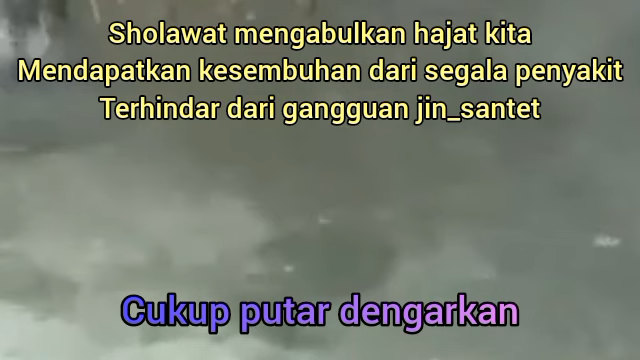 Sholawat mengabulkan hajat kita
Mendapatkan kesembuhan dari segala penyakit
Terhindar dari gangguan jin_santet
Cukup putar dengarkan